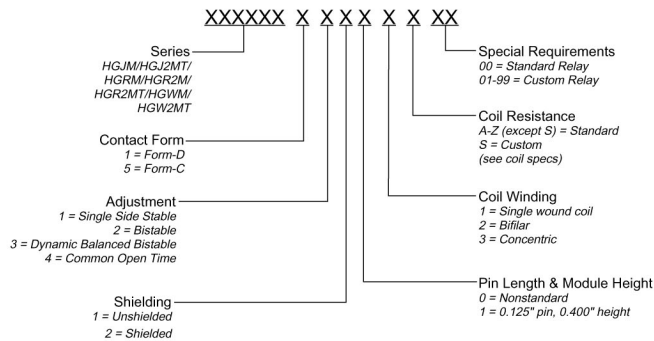 XXXXXX X X X X X X XX
Series
HGJM/HGJ2MT/
HGRM/HGR2M/
HGR2MT/HGWM/
HGW2MT
Contact Form
1 = Form-D
5 = Form-C
Adjustment
1 = Single Side Stable
2 = Bistable
3 = Dynamic Balanced Bistable
4 = Common Open Time
Shielding
1 = Unshielded
2 = Shielded
Special Requirements
00 = Standard Relay
01-99 = Custom Relay
Coil Resistance
A-Z (except S) = Standard
S = Custom
(see coil specs)
Coil Winding
1 = Single wound coil
2 = Bifilar
3 = Concentric
Pin Length & Module Height
0 = Nonstandard
1 = 0.125" pin, 0.400" height